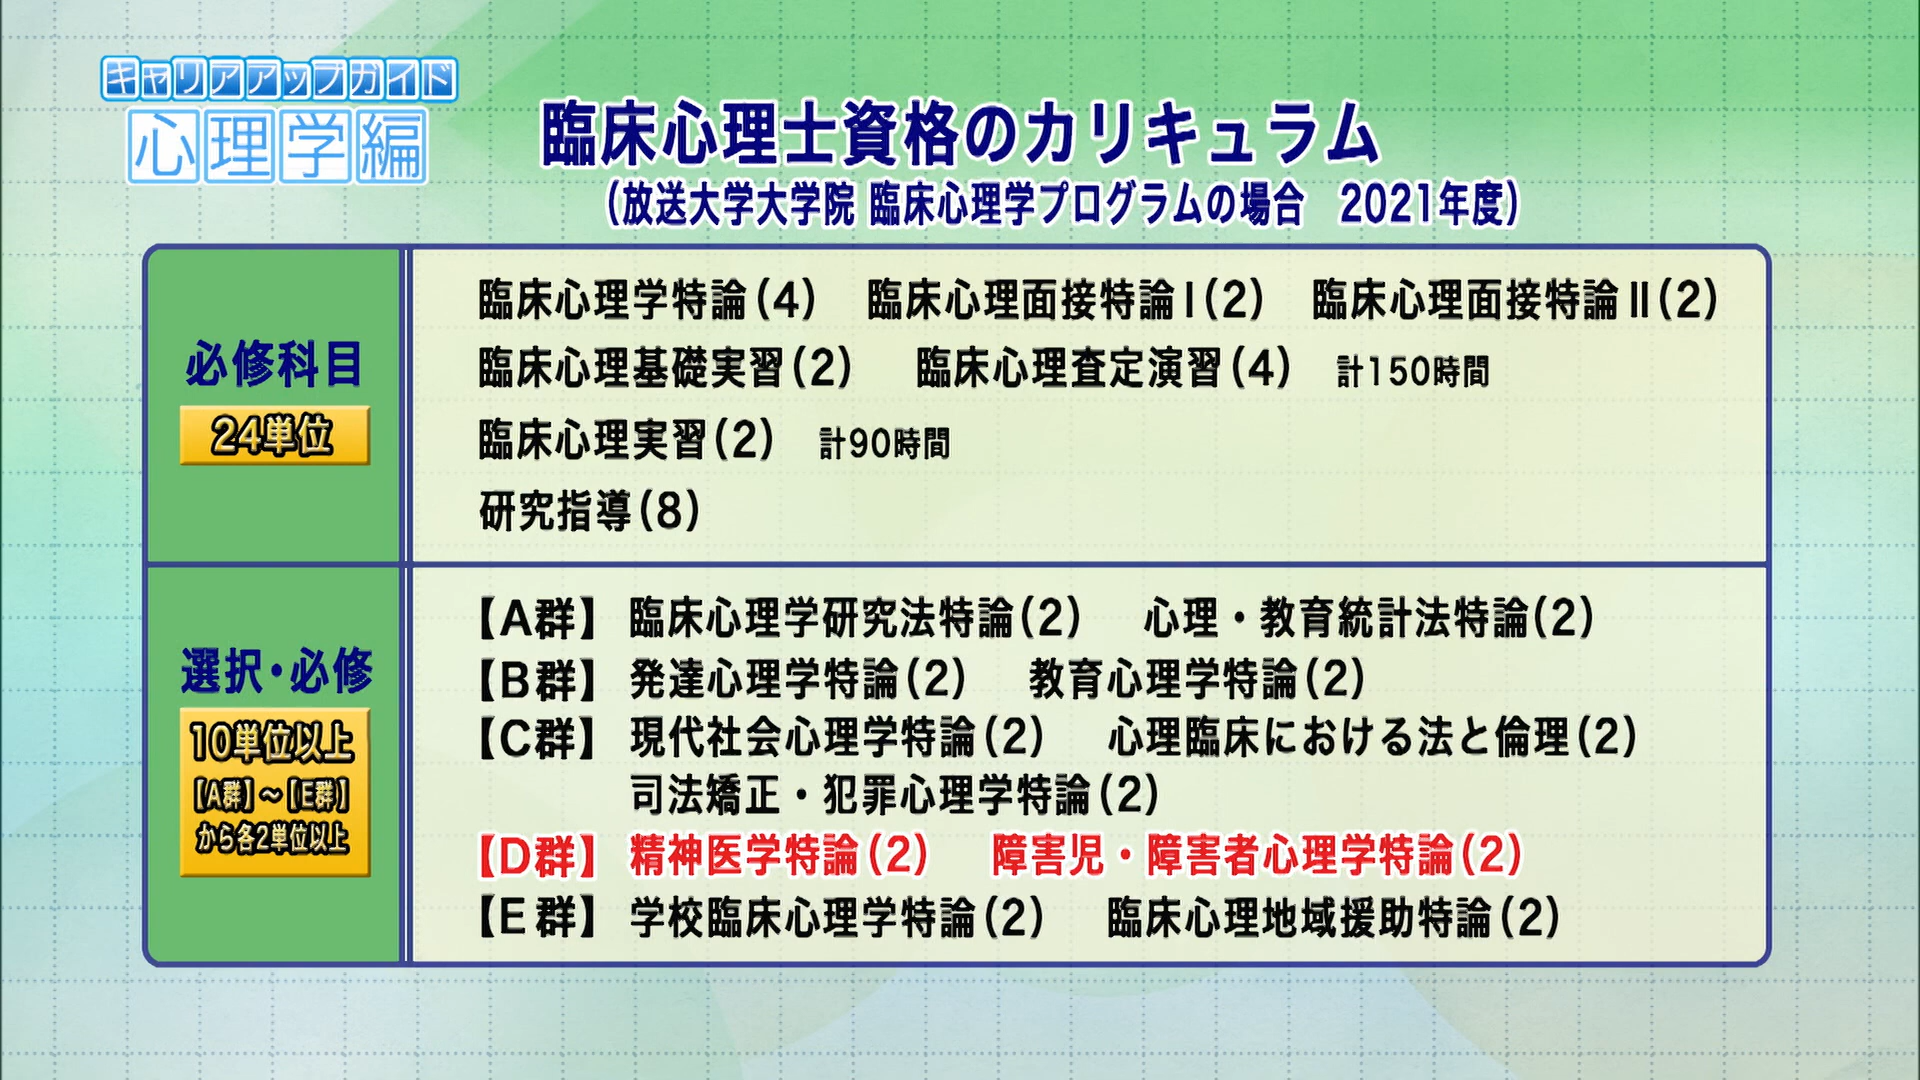 キャリアアップガイド
心理学編
臨床心理士資格のカリキュラム
(放送大学大学院 臨床心理学プログラムの場合　2021年度)
必修科目
24単位
臨床心理学特論(4)　臨床心理面接特論Ⅰ(2)　臨床心理面接特論Ⅱ(2)
臨床心理基礎実習(2)　臨床心理査定演習(4)　計150時間
臨床心理実習(2)　計90時間
研究指導(8)
選択・必修
10単位以上
【A群】～【E群】
から各2単位以上
【A群】臨床心理学研究法特論(2)　心理・教育統計法特論(2)
【B群】発達心理学特論(2)　教育心理学特論(2)
【C群】現代社会心理学特論(2)　心理臨床における法と倫理(2)
司法矯正・犯罪心理学特論(2)
【D群】精神医学特論(2)　障害児・障害者心理学特論(2)
【E群】学校臨床心理学特論(2)　臨床心理地域援助特論(2)